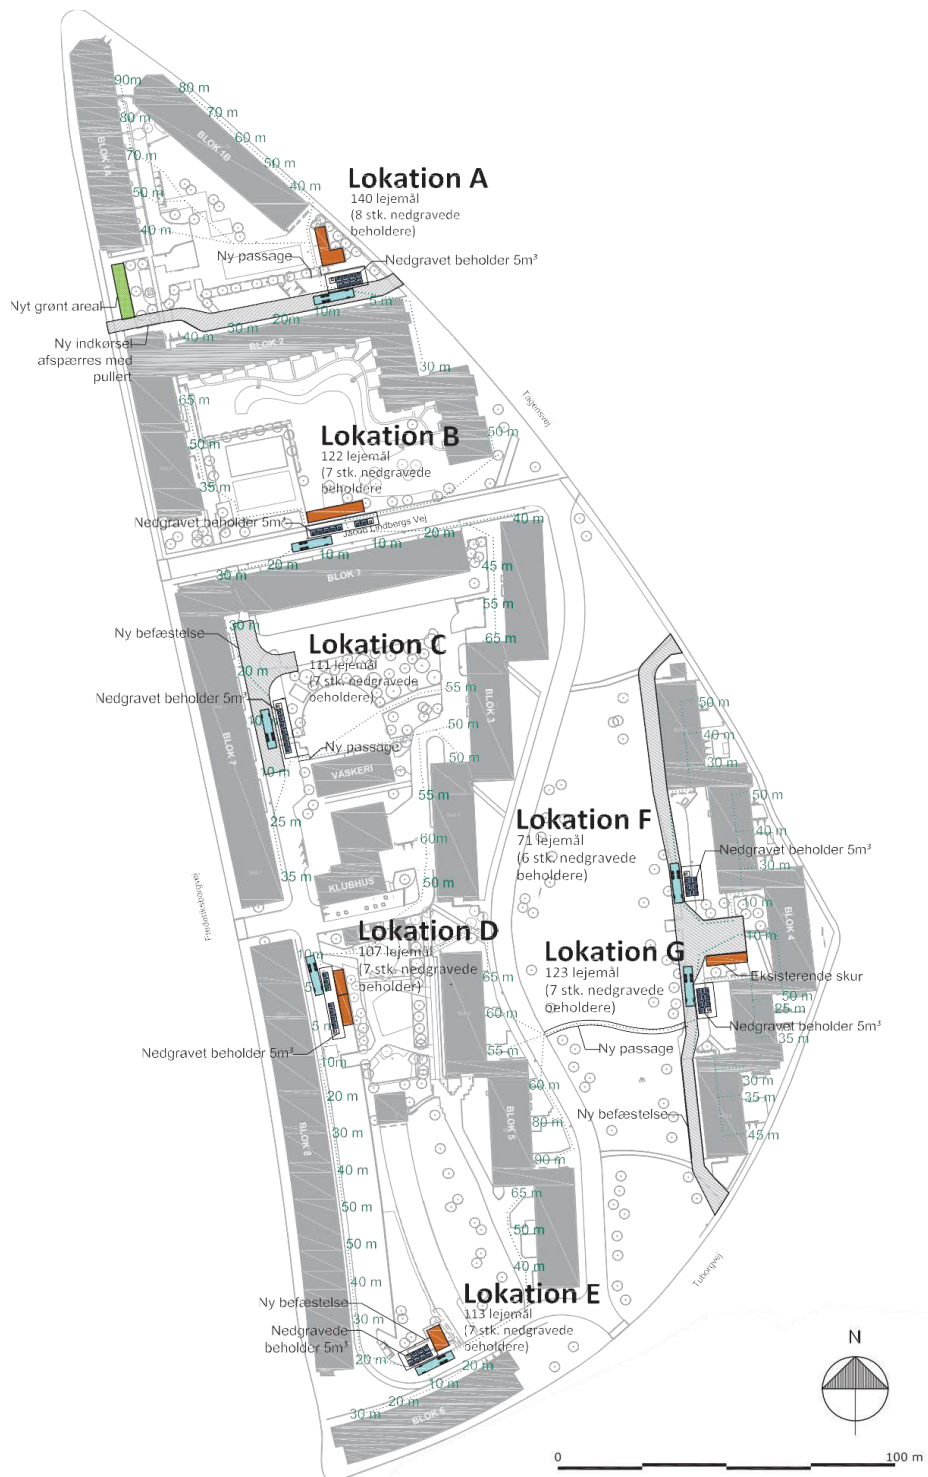 90m
80 m
80 m
70 m
BLOK 1A
BLOK 1B
60 m
70 m
50 m
50 m
40 m
40 m
Lokation A
140 lejemål
(8 stk. nedgravede
beholdere)
Ny passage
Nedgravet beholder 5m³
Nyt grønt areal
5 m
10m
20m
30 m
40 m
Ny indkørsel
afspærres med
pullert
BLOK 2
30 m
65 m
Tagensvej
50 m
50 m
35 m
Lokation B
122 lejemål
(7 stk. nedgravede
beholdere
Nedgravet beholder 5m³
Jacob Lindbergs Vej
40 m
20 m
10 m
10 m
20 m
30 m
BLOK 7
45 m
55 m
65 m
30 m
Ny befæstelse
Lokation C
111 lejemål
(7 stk. nedgravede
beholdere)
20 m
Nedgravet beholder 5m³
55 m
BLOK 3
50 m
50 m
Ny passage
BLOK 7
10 m
VASKERI
55 m
25 m
60m
35 m
KLUBHUS
50 m
Frederiksborgvej
50 m
40 m
30 m
50 m
40 m
30 m
Lokation F
71 lejemål
(6 stk. nedgravede
beholdere)
Nedgravet beholder 5m³
10 m
10 m
BLOK 4
Lokation D
107 lejemål
(7 stk. nedgravede
beholder)
10m
5 m
Nedgravet beholder 5m³
10m
65 m
60 m
55 m
Lokation G
123 lejemål
(7 stk. nedgravede
beholdere)
Eksisterende skur
50 m
25 m
35 m
Nedgravet beholder 5m³
Ny passage
30 m
35 m
45 m
Ny befæstelse
20 m
30 m
40 m
50 m
50 m
40 m
30 m
BLOK 8
60 m
80 m
90 m
BLOK 5
65 m
50 m
40 m
Tuborgvej
Lokation E
113 lejemål
(7 stk. nedgravede
beholdere)
Ny befæstelse
Nedgravede
beholder 5m³
20 m
20 m
10 m
20 m
30 m
BLOK 6
N
0
100 m